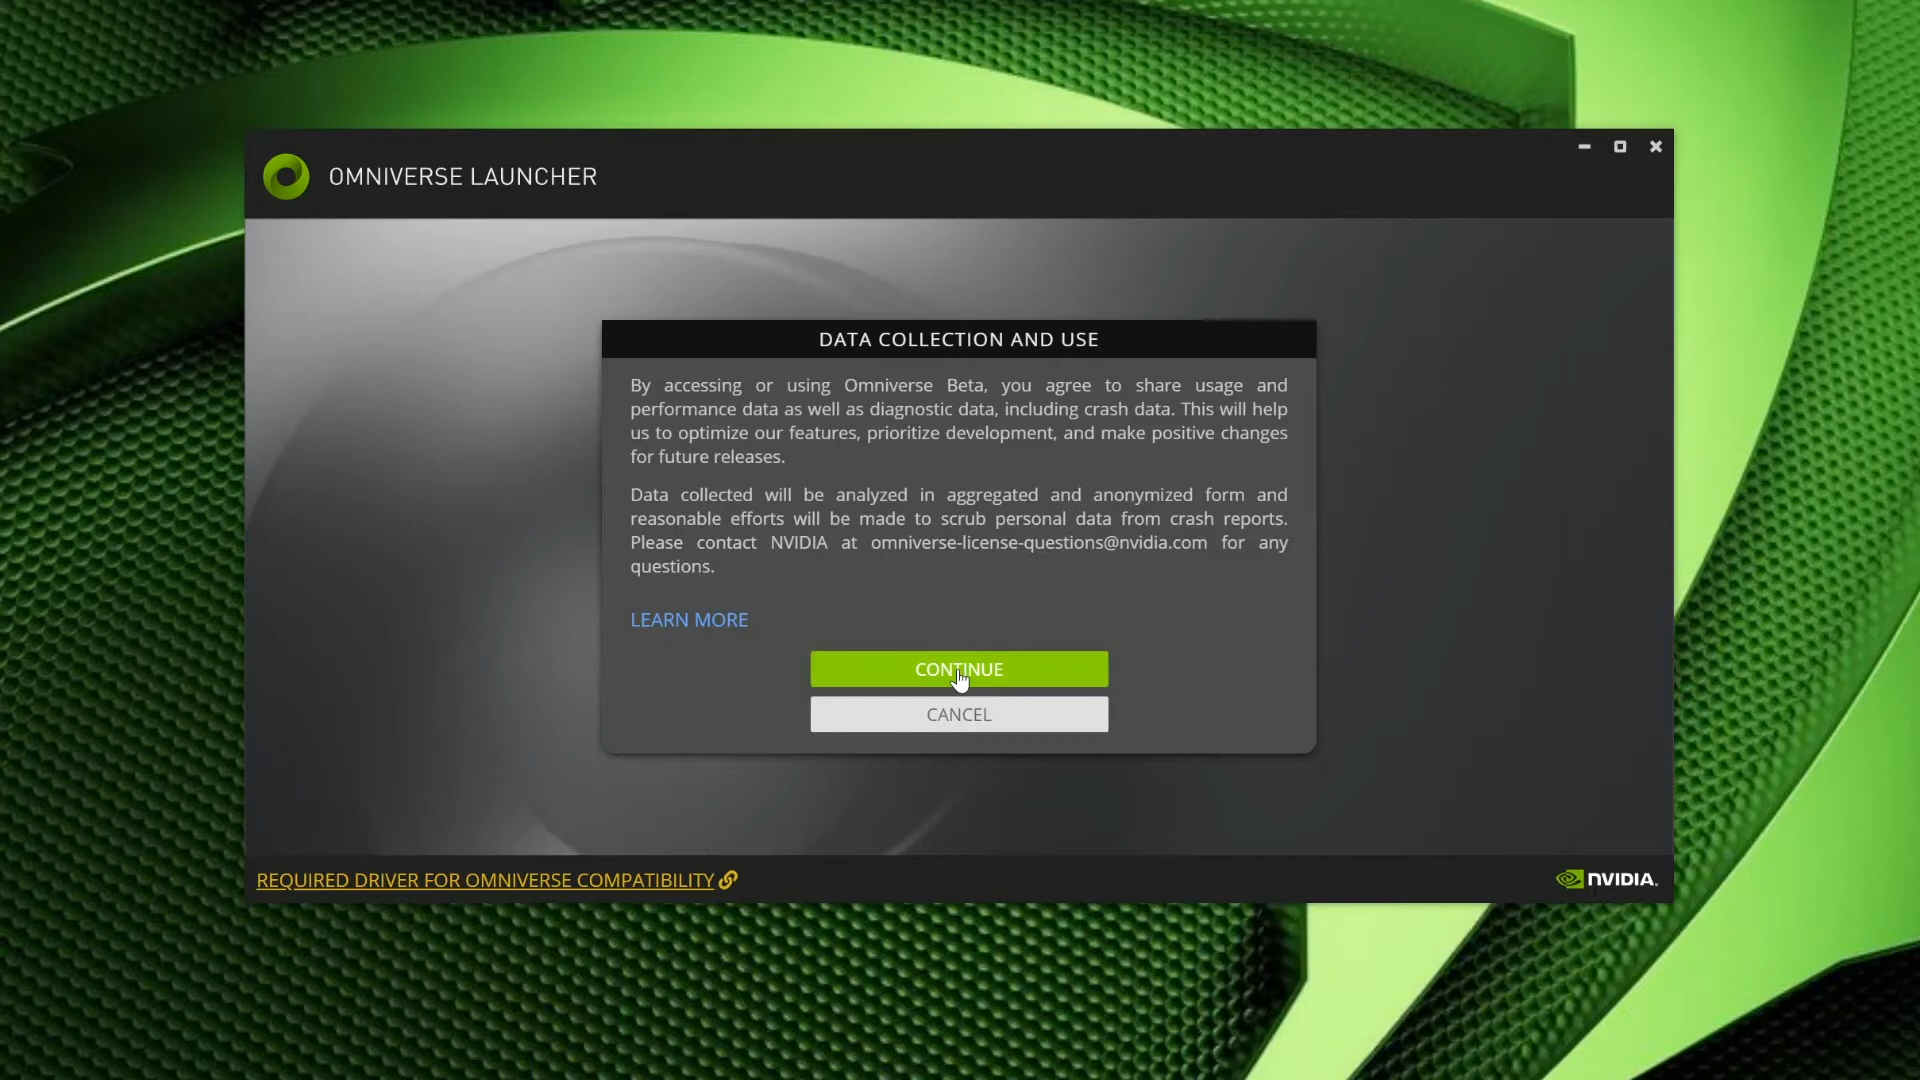 OMNIVERSE LAUNCHER
DATA COLLECTION AND USE
By accessing or using Omniverse Beta, you agree to share usage and
performance data as well as diagnostic data, including crash data. This will help
us to optimize our features, prioritize development, and make positive changes
for future releases.
Data collected will be analyzed in aggregated and anonymized form and
reasonable efforts will be made to scrub personal data from crash reports.
Please contact NVIDIA at omniverse-license-questions@nvidia.com for any
questions.
LEARN MORE
CONTINUE
CANCEL
REQUIRED DRIVER FOR OMNIVERSE COMPATIBILITY
NVIDIA.